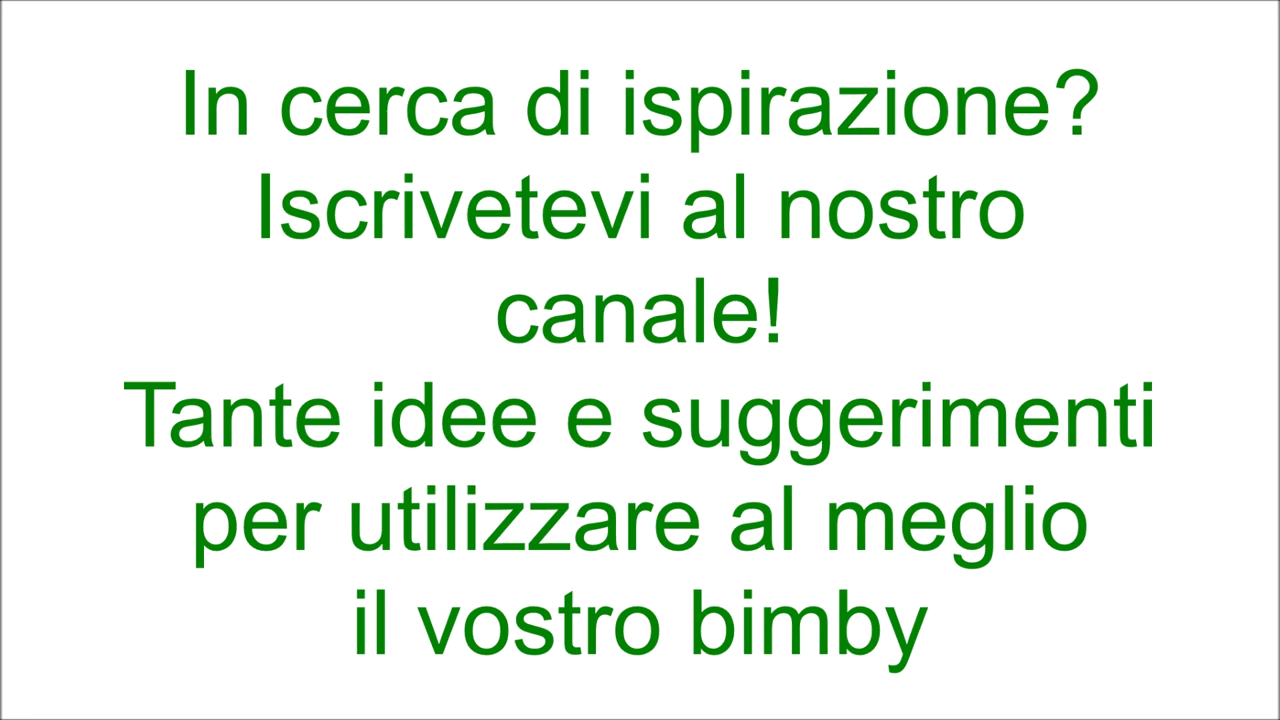 In cerca di ispirazione?
Iscrivetevi al nostro
canale!
Tante idee e suggerimenti
per utilizzare al meglio
il vostro bimby